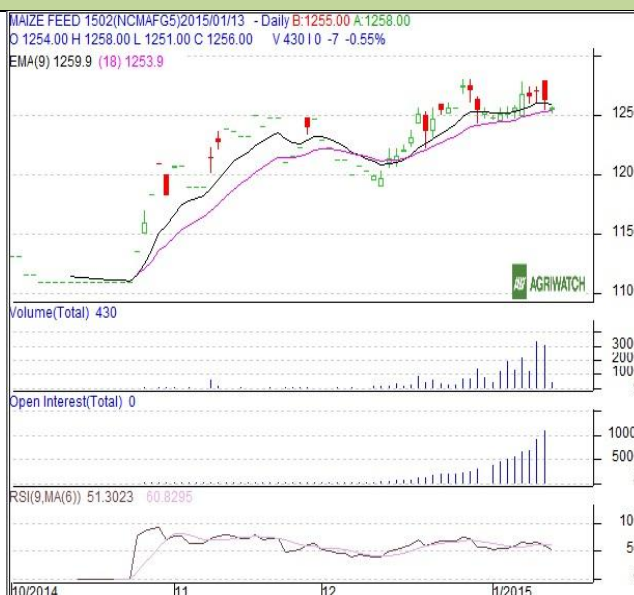 MAIZE FEED 1502(NCMAFG5)2015/01/13 - Daily B:1255.00 A:1258.00
O 1254.00 H 1258.00 L 1251.00 C 1256.00 V 430 I 0 -7 -0.55%
EMA(9) 1259.9 (18) 1253.9
125
120
115
110
AGRIWATCH
Volume(Total) 430
300
200
100
Open Interest(Total) 0
1000
5000
RSI(9,MA(6)) 51.3023 60.8295
10
5
10/2014 11 12 1/2015